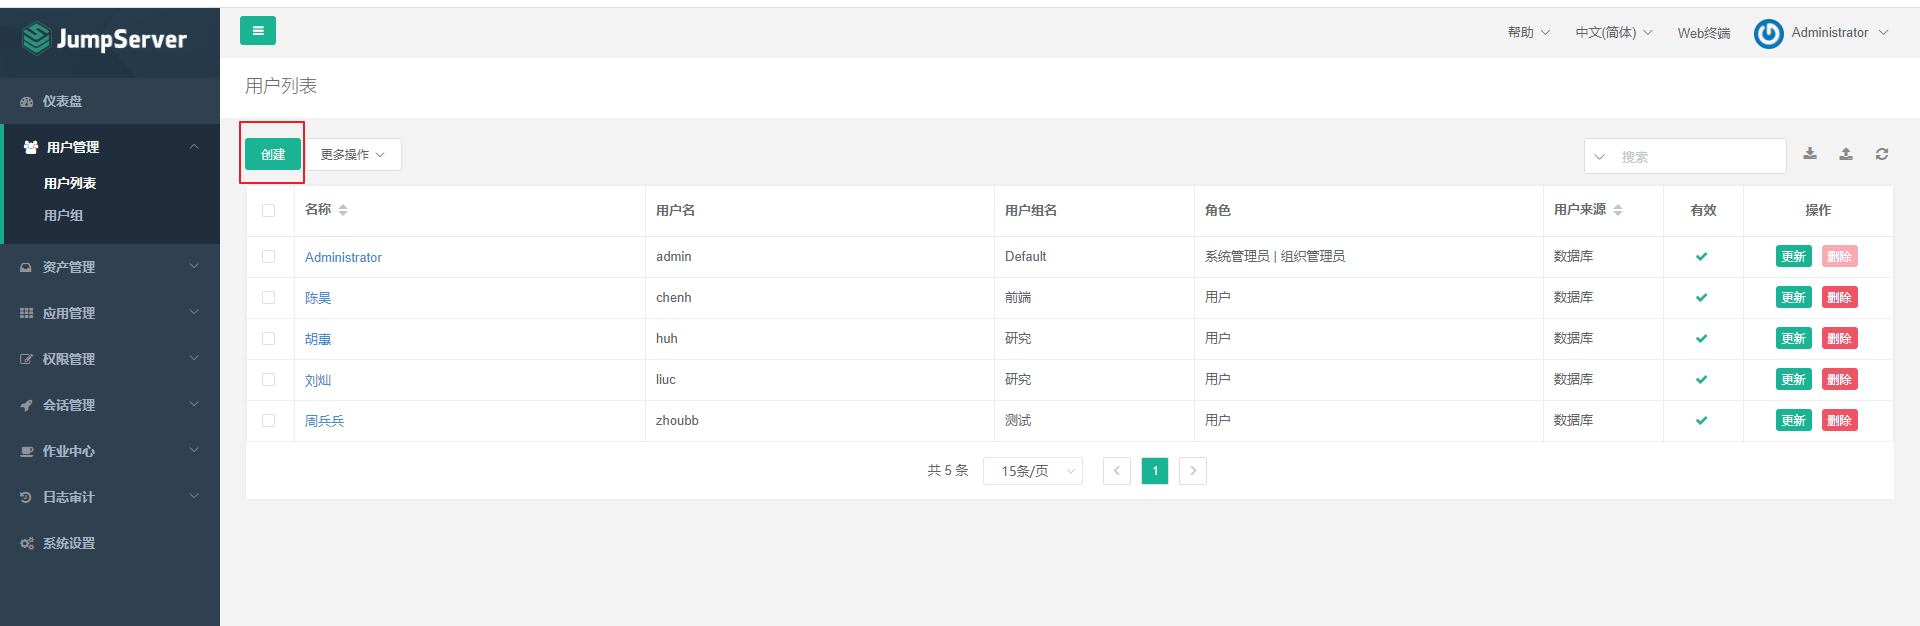 JumpServer
帮助 中文(简体) Web终端 Administrator
仪表盘
用户管理
用户列表
用户组
资产管理
应用管理
权限管理
会话管理
作业中心
日志审计
系统设置
用户列表
创建 更多操作 搜索
名称 用户名 用户组名 角色 用户来源 有效 操作
Administrator admin Default 系统管理员 | 组织管理员 数据库 更新 删除
陈昊 chenh 前端 用户 数据库 更新 删除
胡惠 huh 研究 用户 数据库 更新 删除
刘灿 liuc 研究 用户 数据库 更新 删除
周兵兵 zhoubb 测试 用户 数据库 更新 删除
共 5 条 15条/页 1